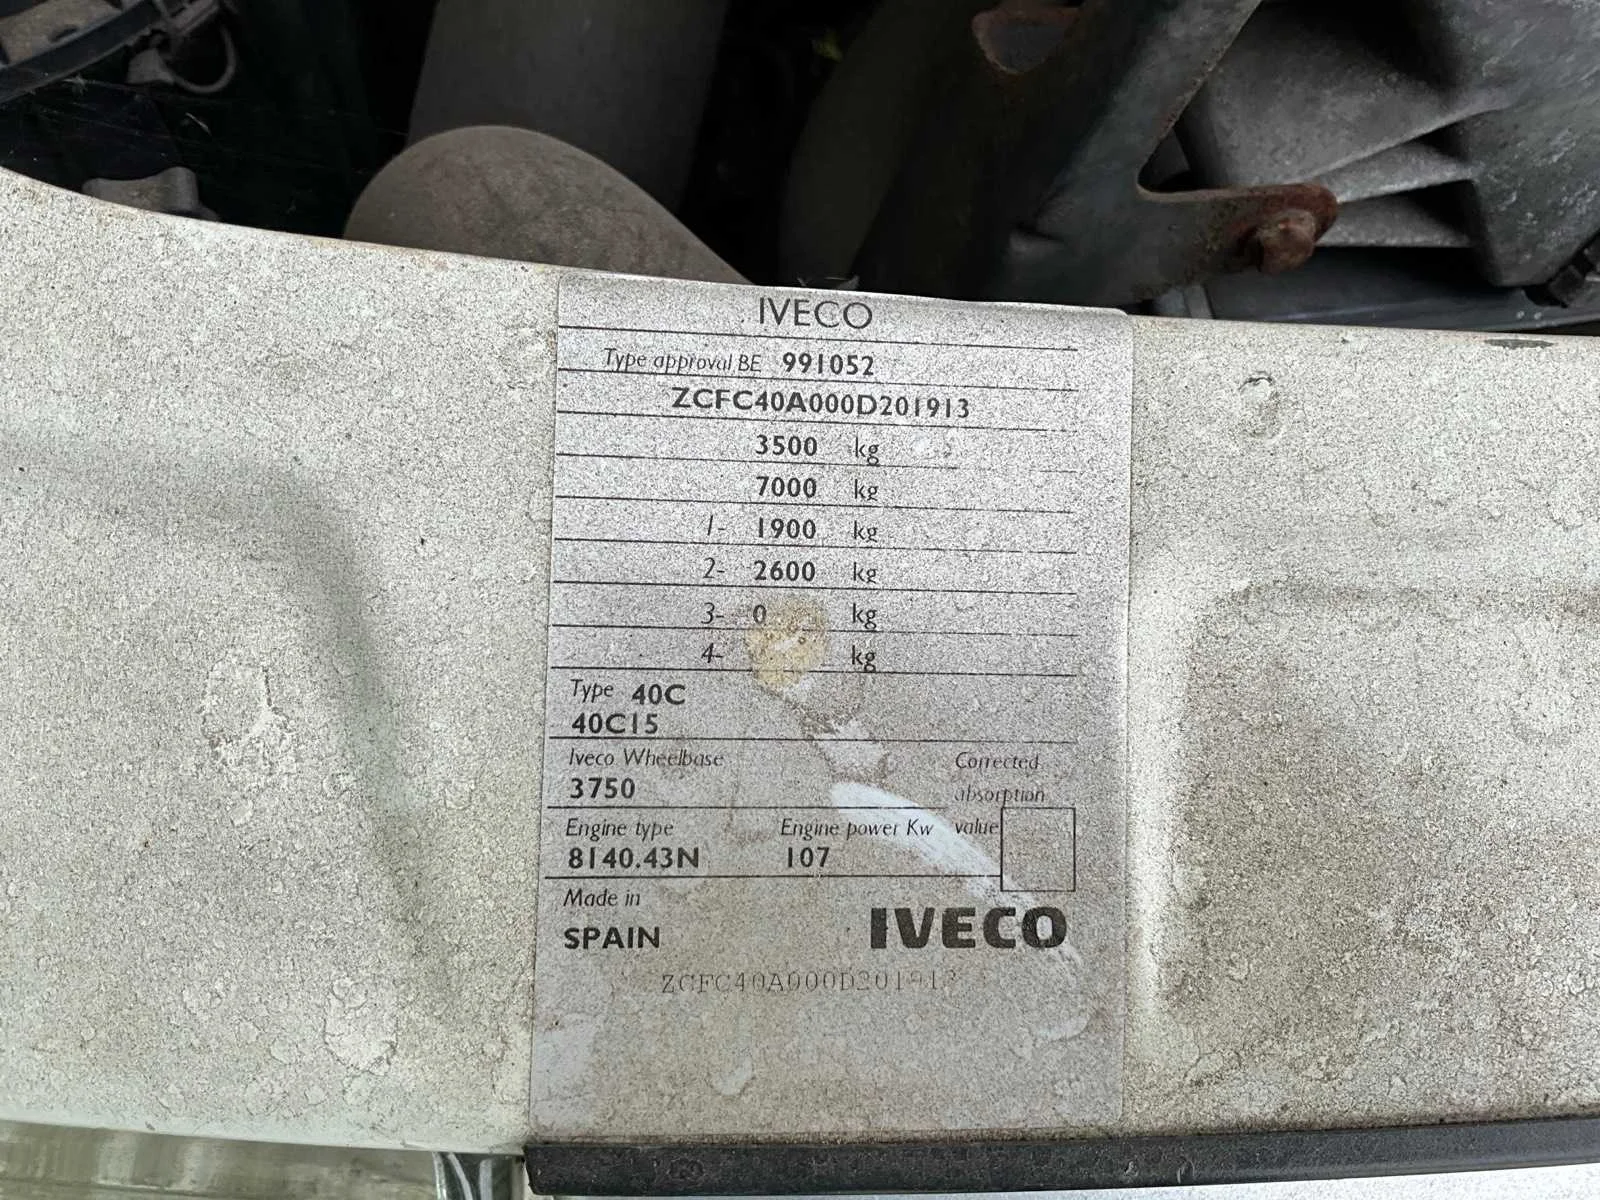 IVECO
Type approval BE 991052
ZCFC40A000D201913
3500 kg
7000 kg
1- 1900 kg
2- 2600 kg
3- 0 kg
4- kg
Type 40C
40C15
Iveco Wheelbase Corrected
3750 absorption
Engine type Engine power Kw value
8140.43N 107
Made in
SPAIN IVECO
ZCFC40A000D201913